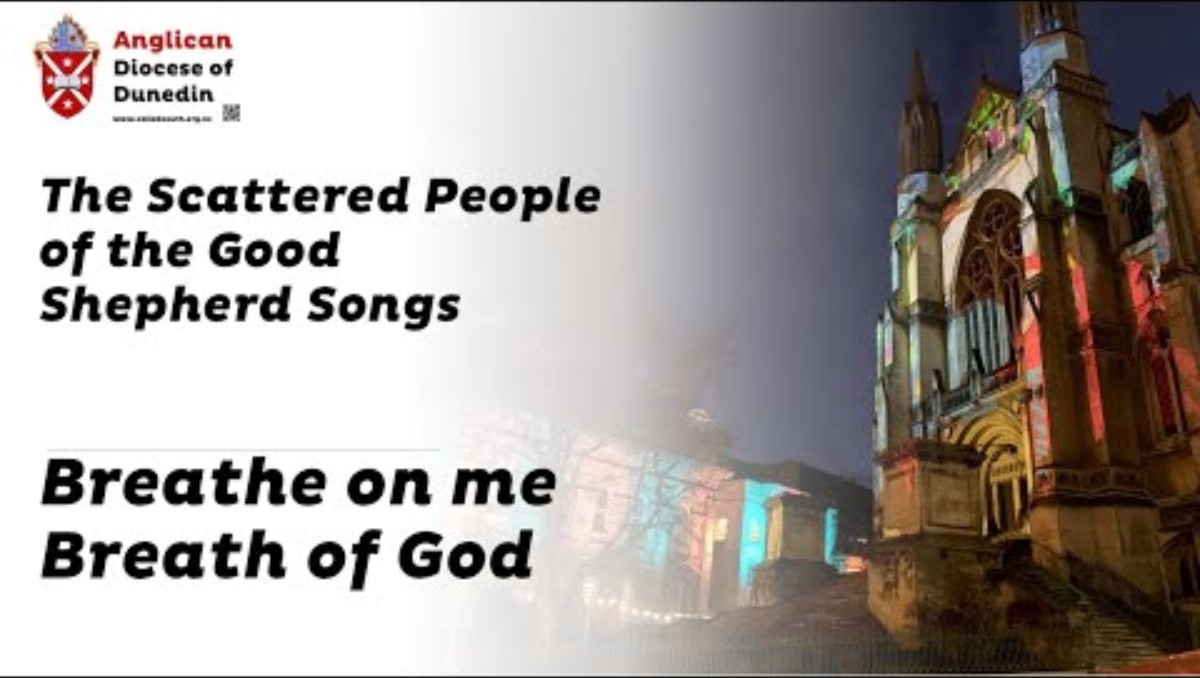 Anglican
Diocese of
Dunedin
The Scattered People
of the Good
Shepherd Songs
Breathe on me
Breath of God